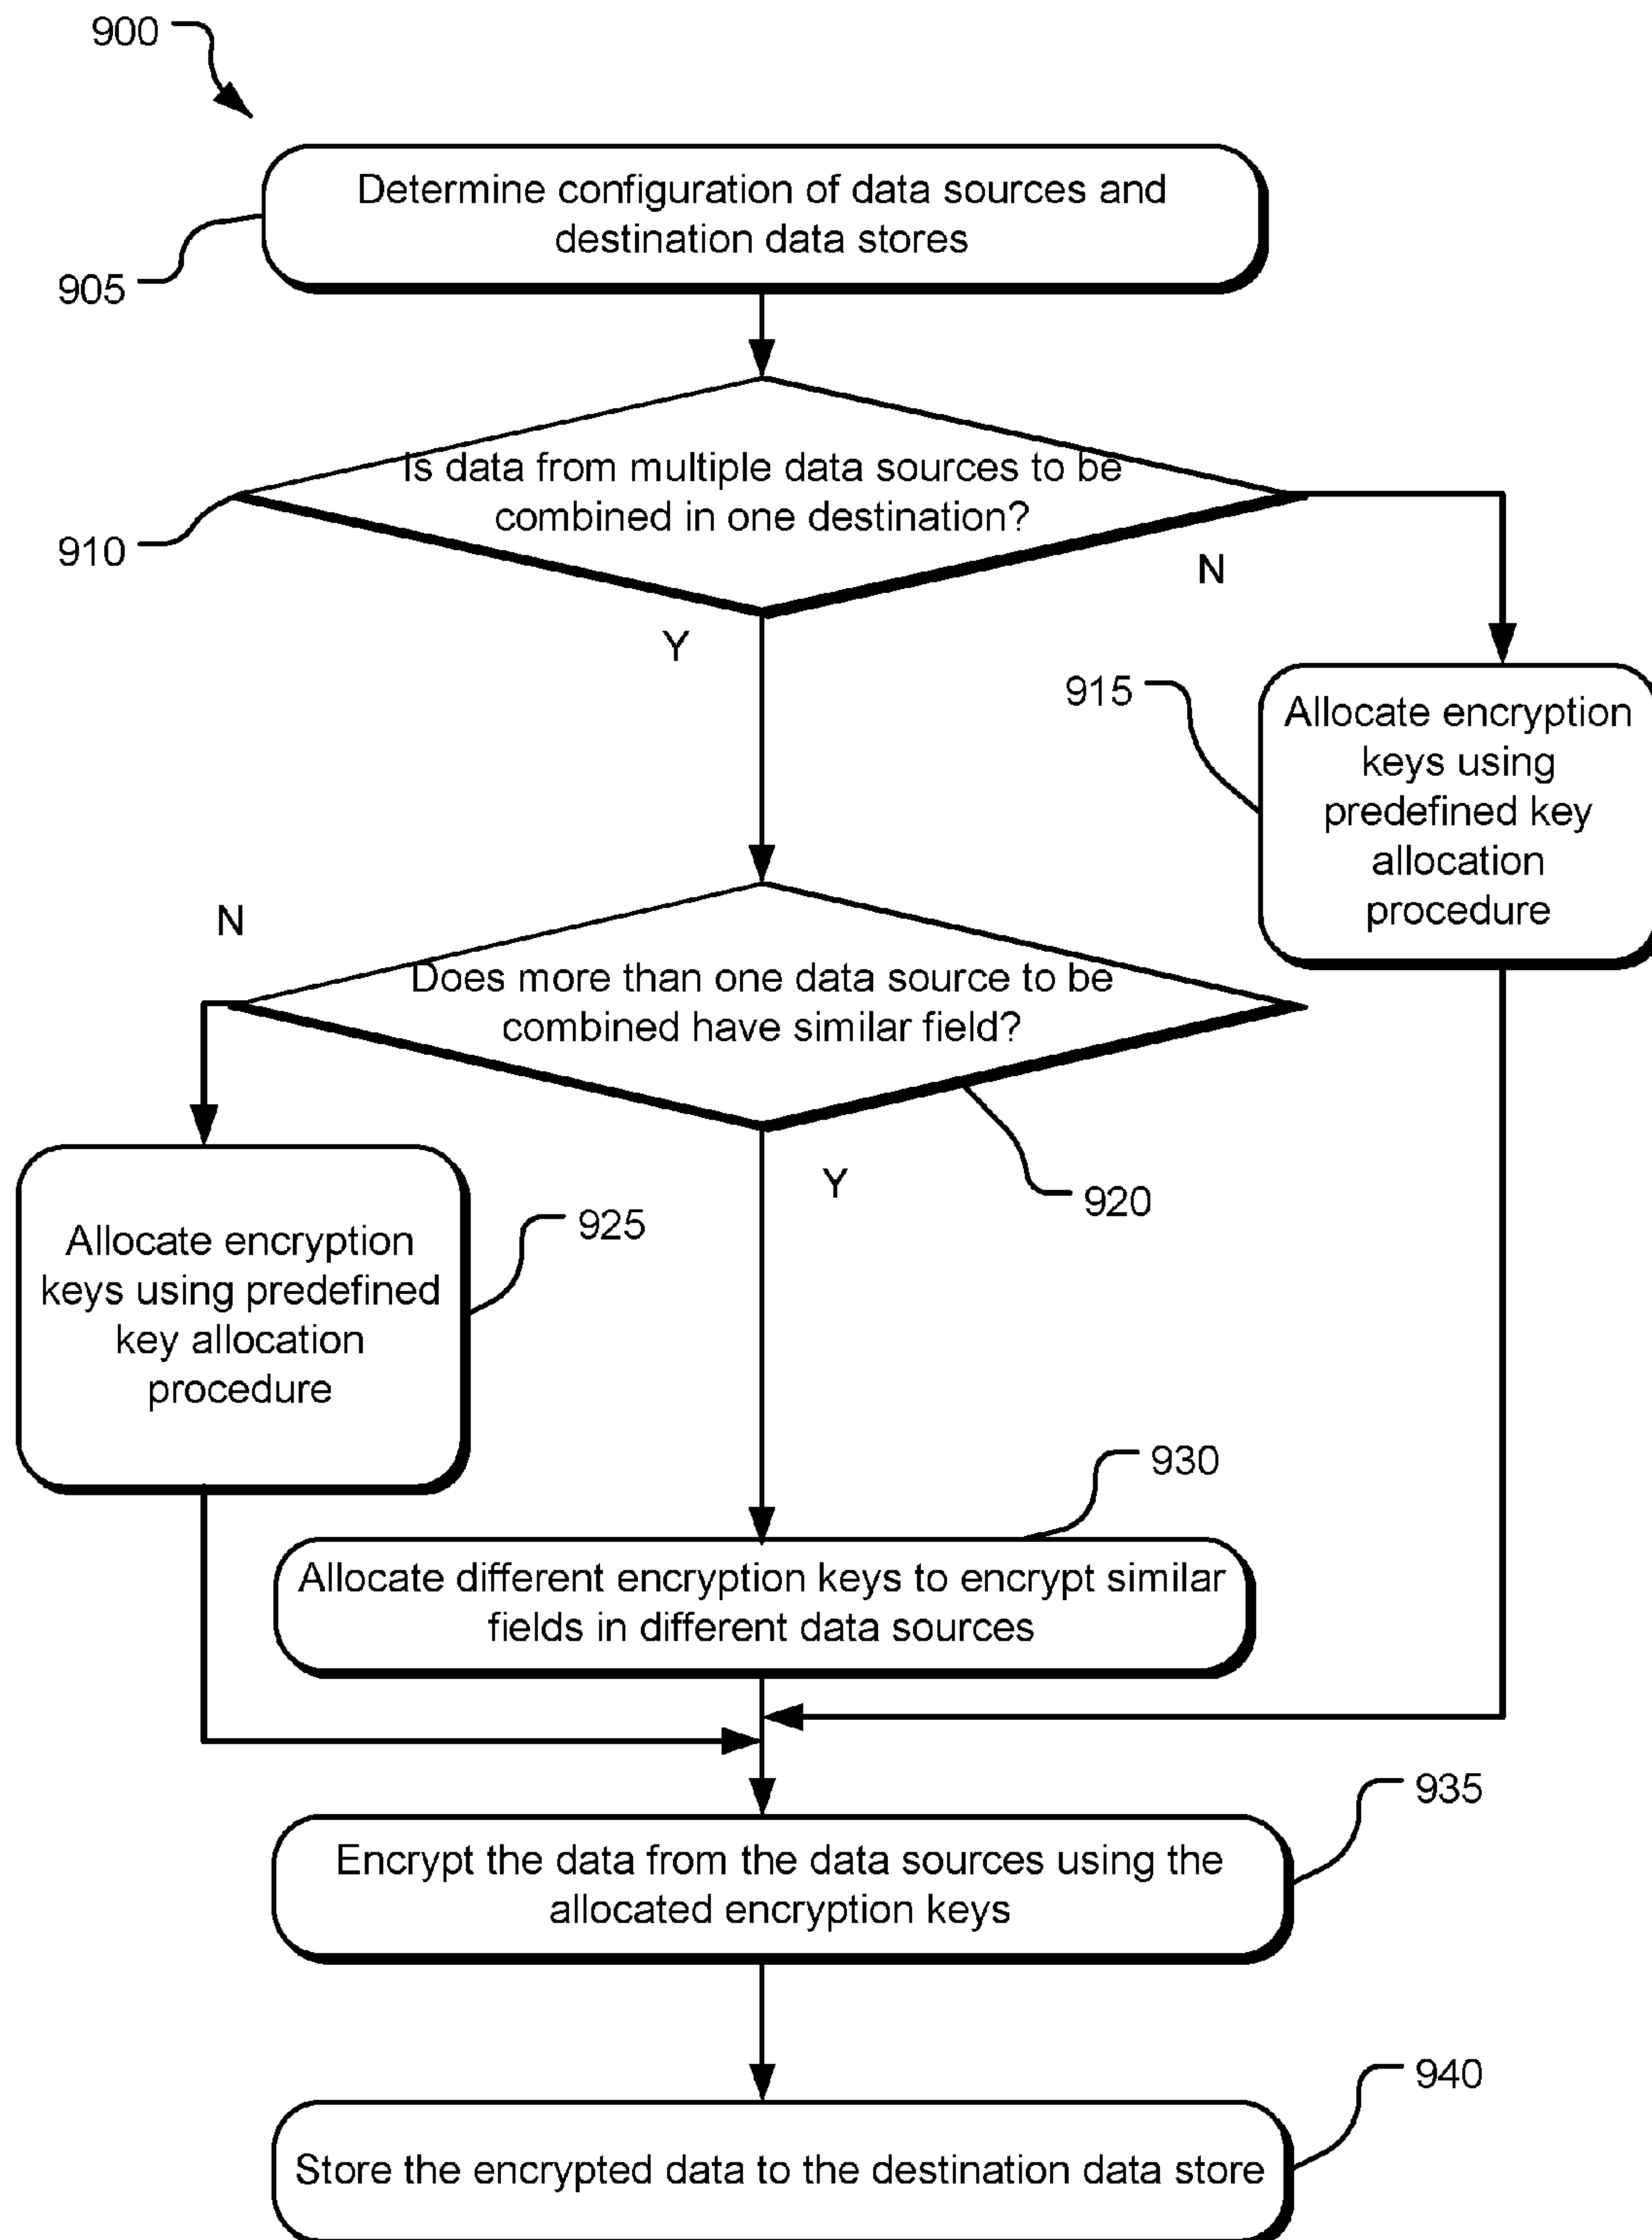 900
Determine configuration of data sources and
destination data stores
905
Is data from multiple data sources to be
combined in one destination?
910
N
Y
915
Allocate encryption
keys using
predefined key
allocation
procedure
N
Does more than one data source to be
combined have similar field?
Y
920
925
Allocate encryption
keys using predefined
key allocation
procedure
930
Allocate different encryption keys to encrypt similar
fields in different data sources
935
Encrypt the data from the data sources using the
allocated encryption keys
940
Store the encrypted data to the destination data store